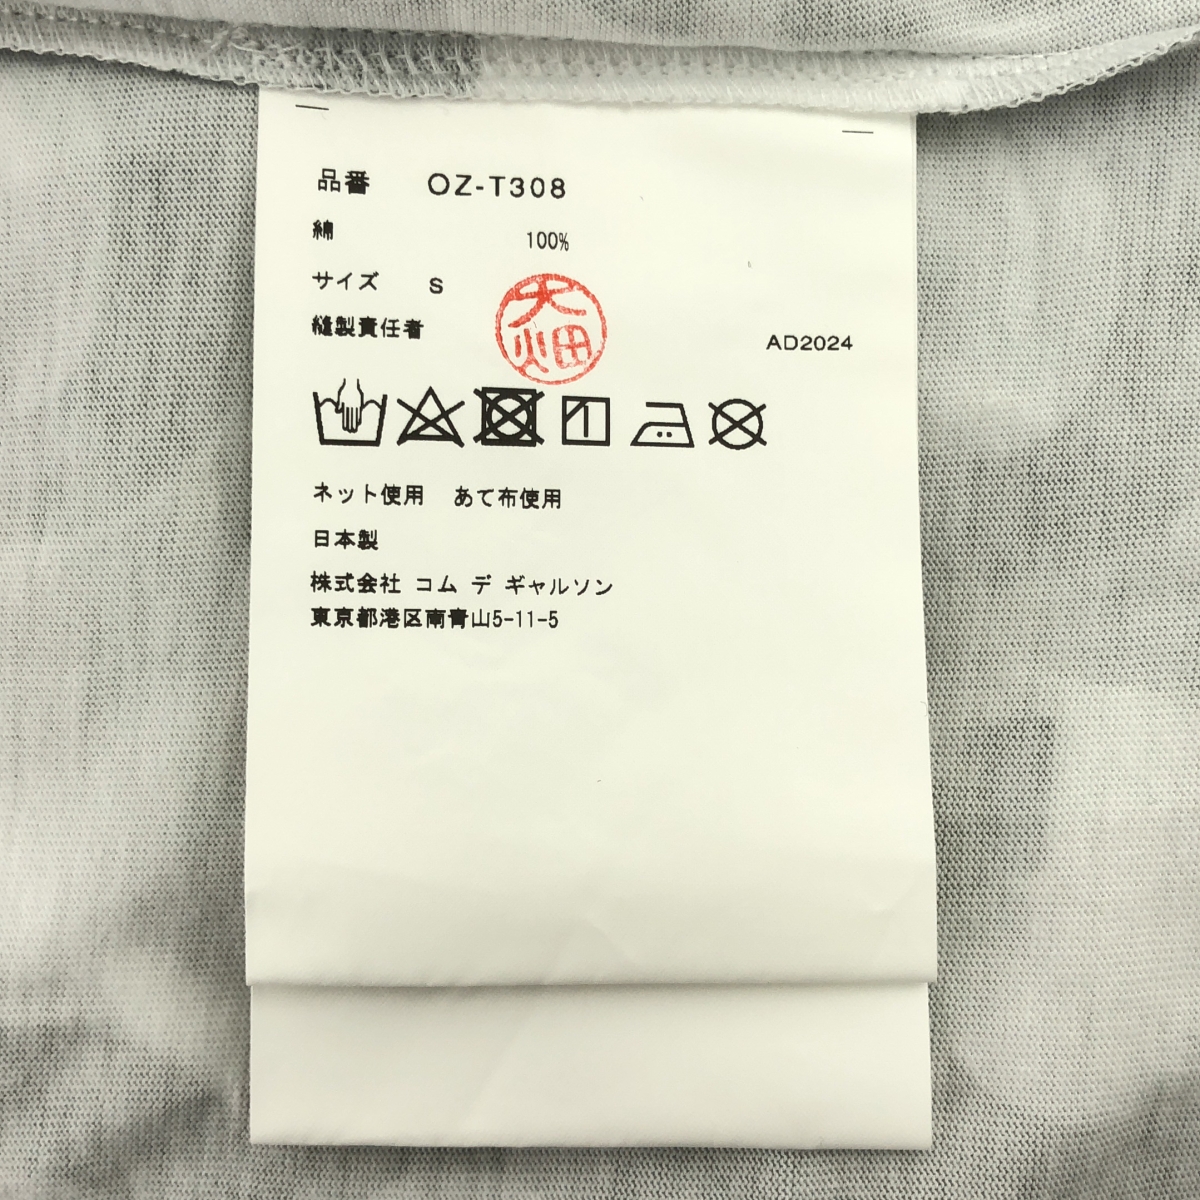 品番 OZ-T308
綿 100%
サイズ S
縫製責任者 大畑
AD2024
ネット使用 あて布使用
日本製
株式会社 コム デ ギャルソン
東京都港区南青山5-11-5